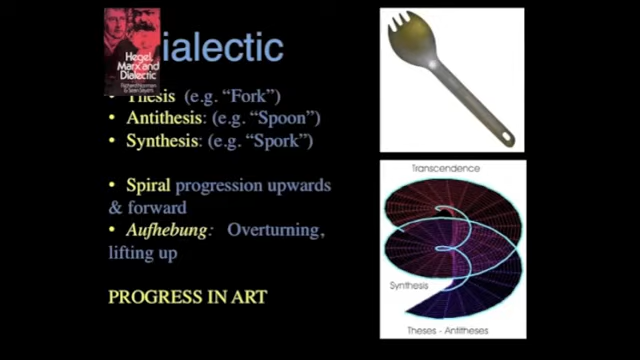 Hegel,
Marx and
Dialectic
ialectic
• Thesis (e.g. “Fork”)
• Antithesis: (e.g. “Spoon”)
• Synthesis: (e.g. “Spork”)
• Spiral progression upwards
& forward
• Aufhebung: Overturning,
lifting up
PROGRESS IN ART
Transcendence
Synthesis
Theses - Antitheses